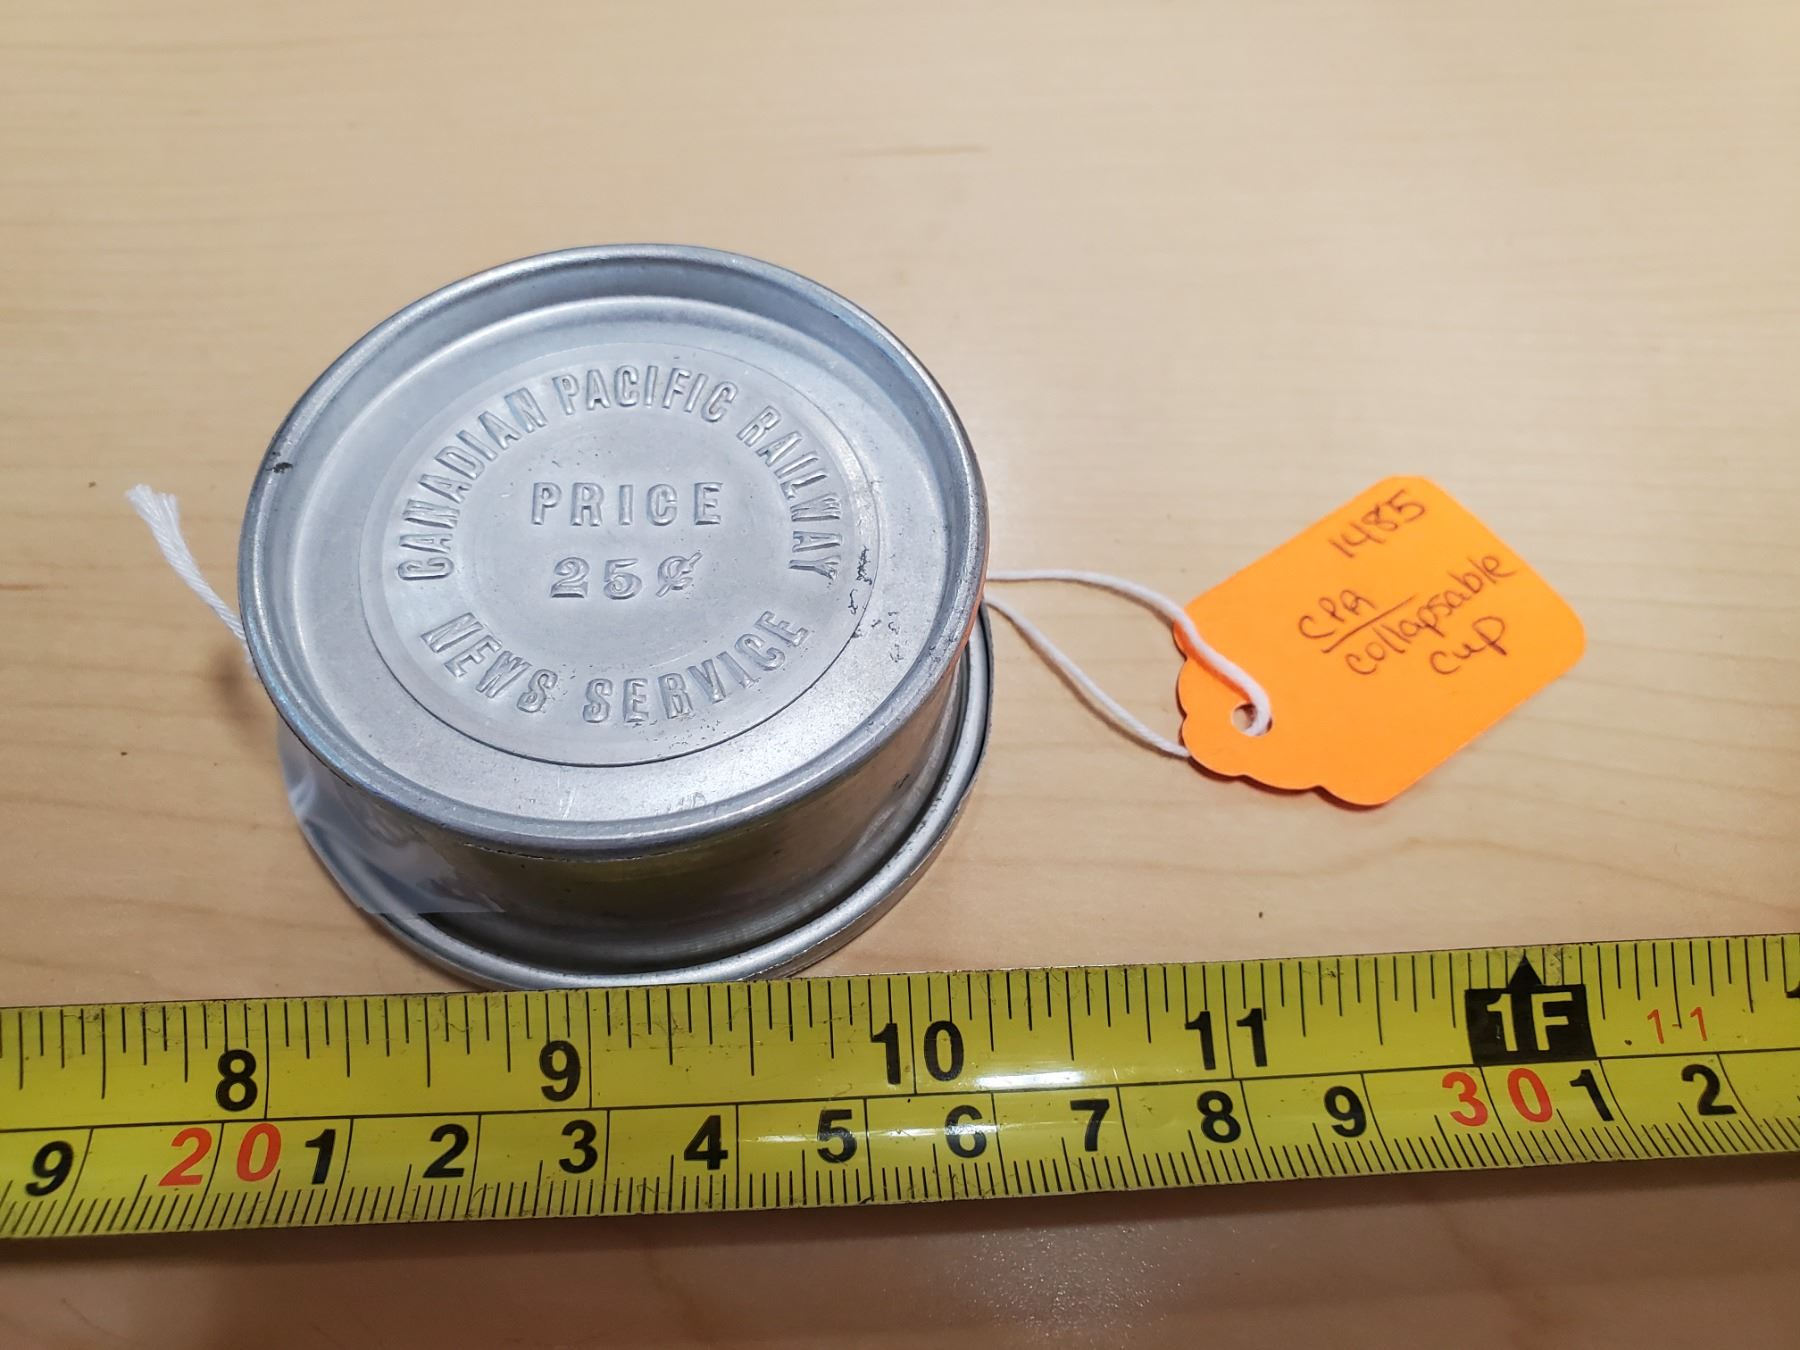 CANADIAN PACIFIC RAILWAY
PRICE
25¢
NEWS SERVICE
1485
CPR
collapsable
cup
8 9 10 11 1F 11
9 20 1 2 3 4 5 6 7 8 9 30 1 2